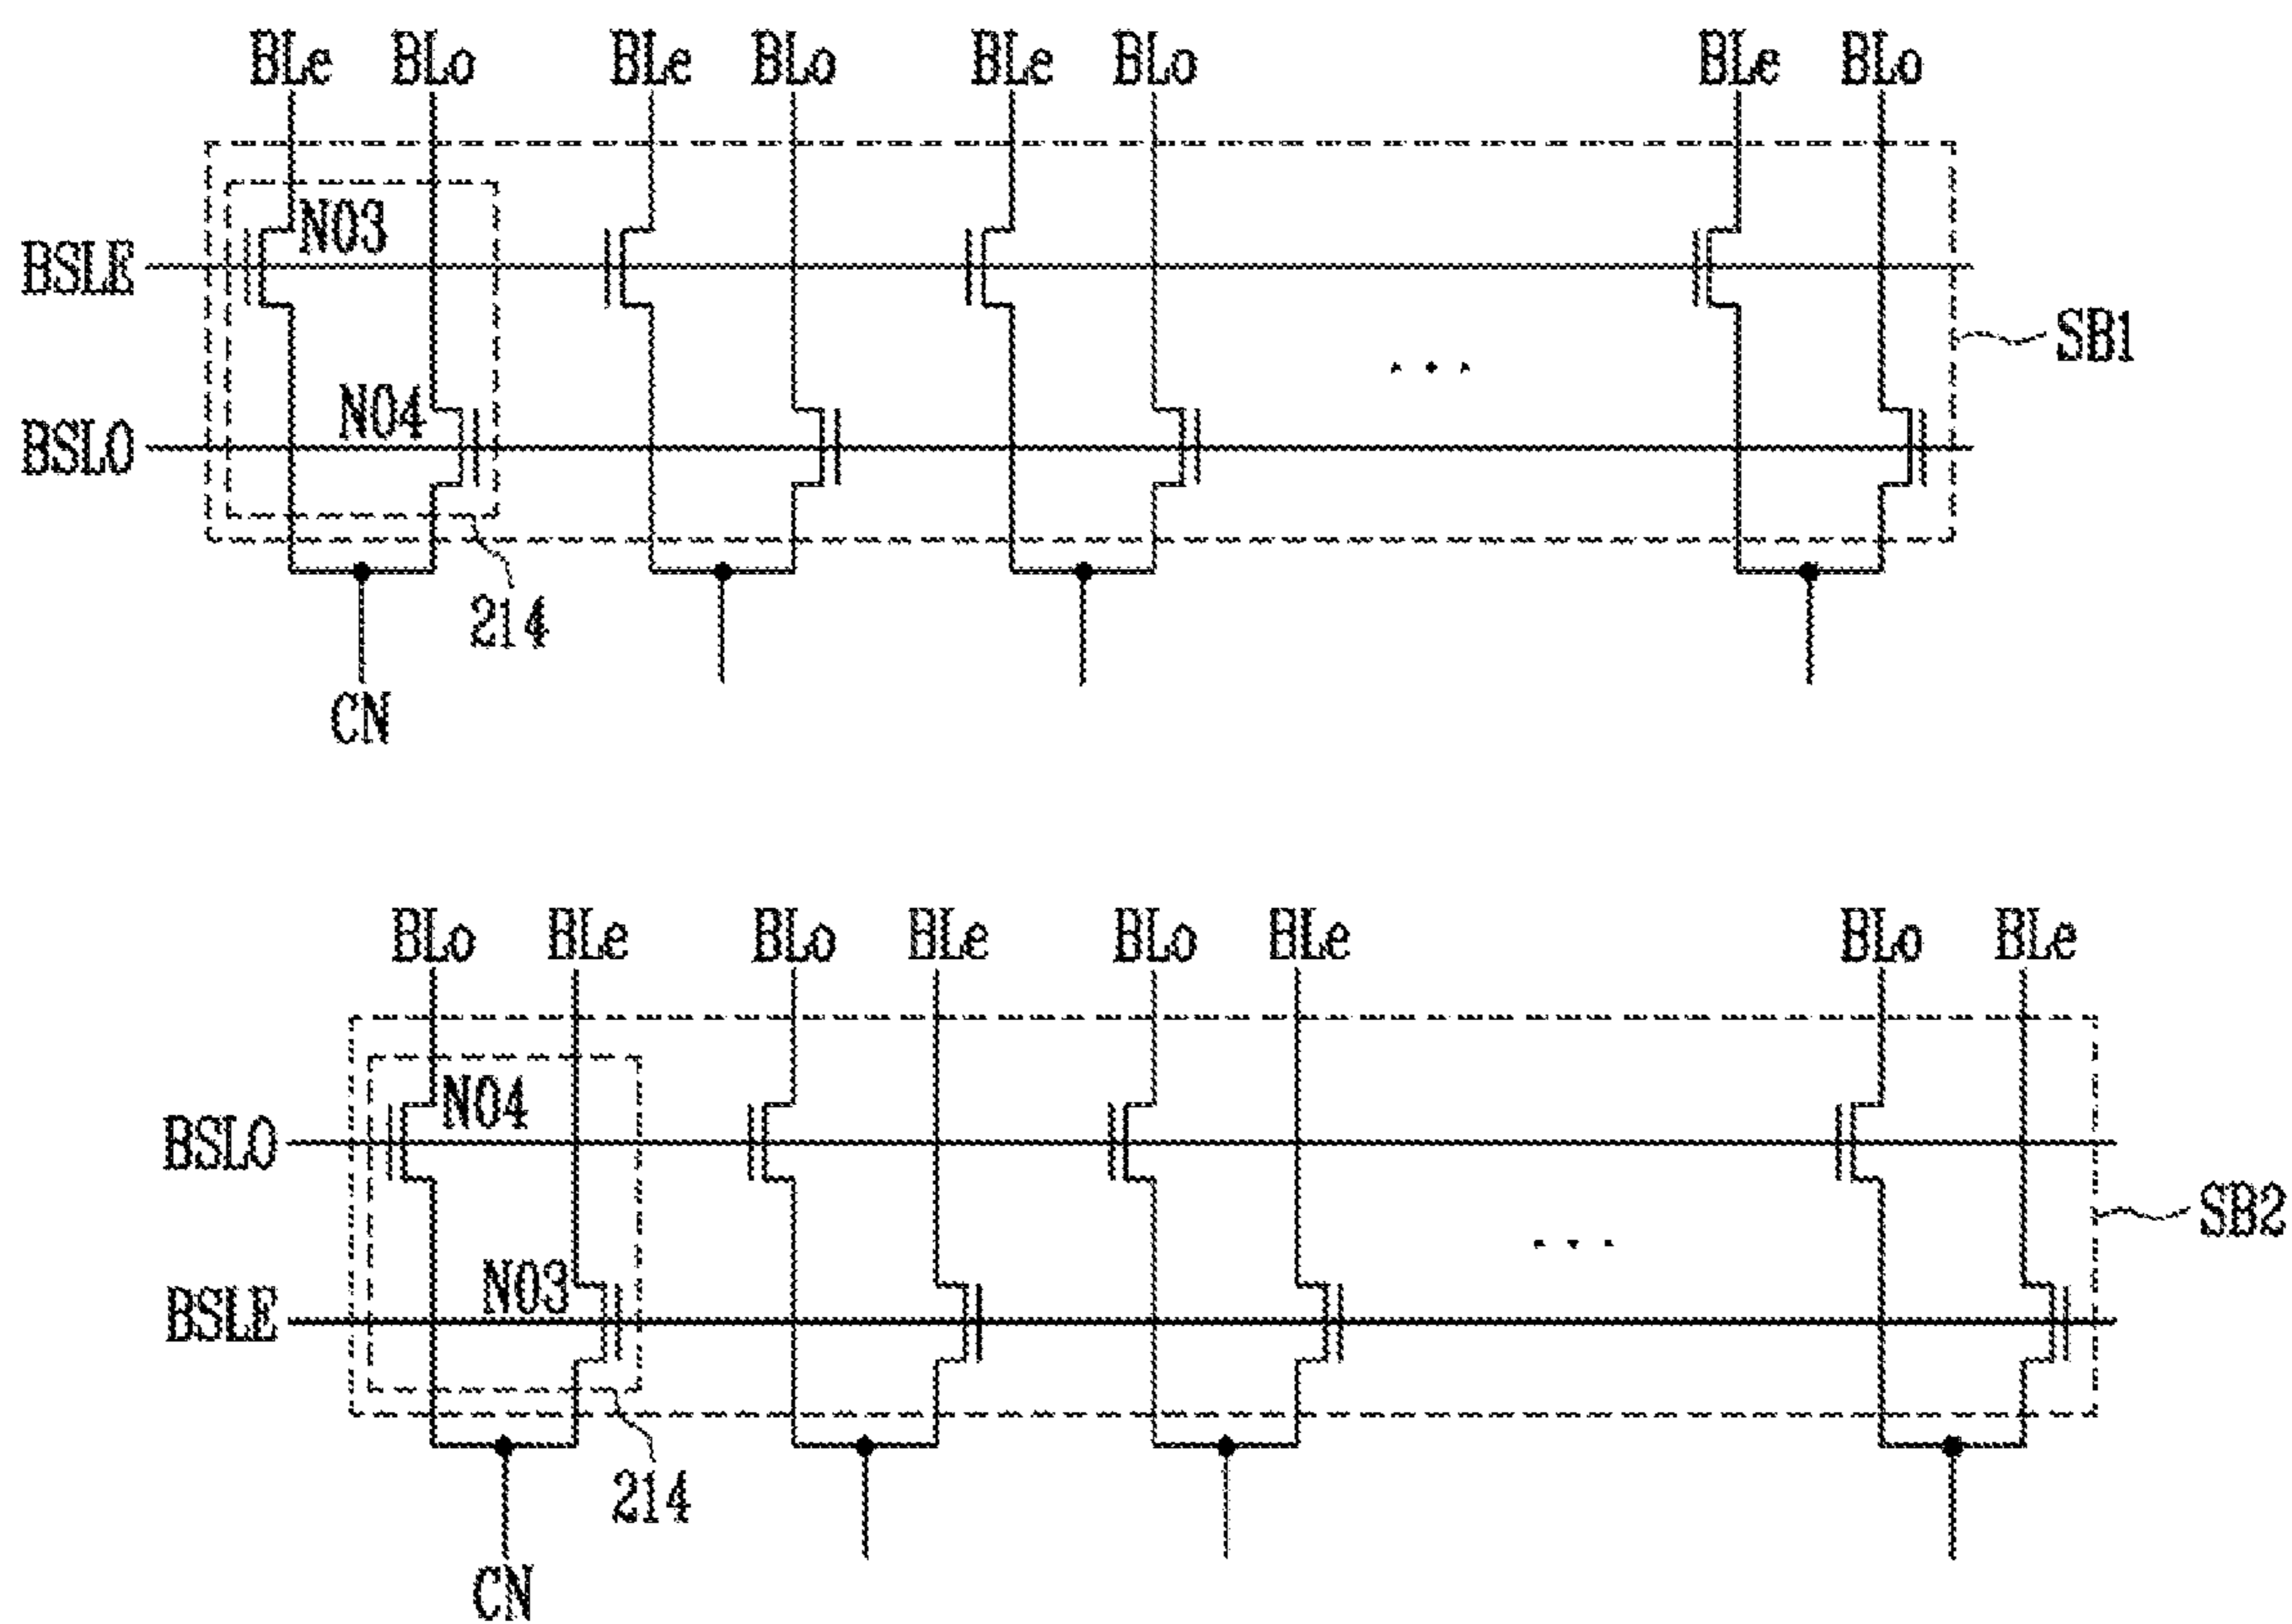 BLe BLo BLe BLo BLe BLo BLe BLo
N03
BSLE
SB1
N04
BSLO
214
CN
BLo BLe BLo BLe BLo BLe BLo BLe
N04
BSLO
SB2
N03
BSLE
214
CN